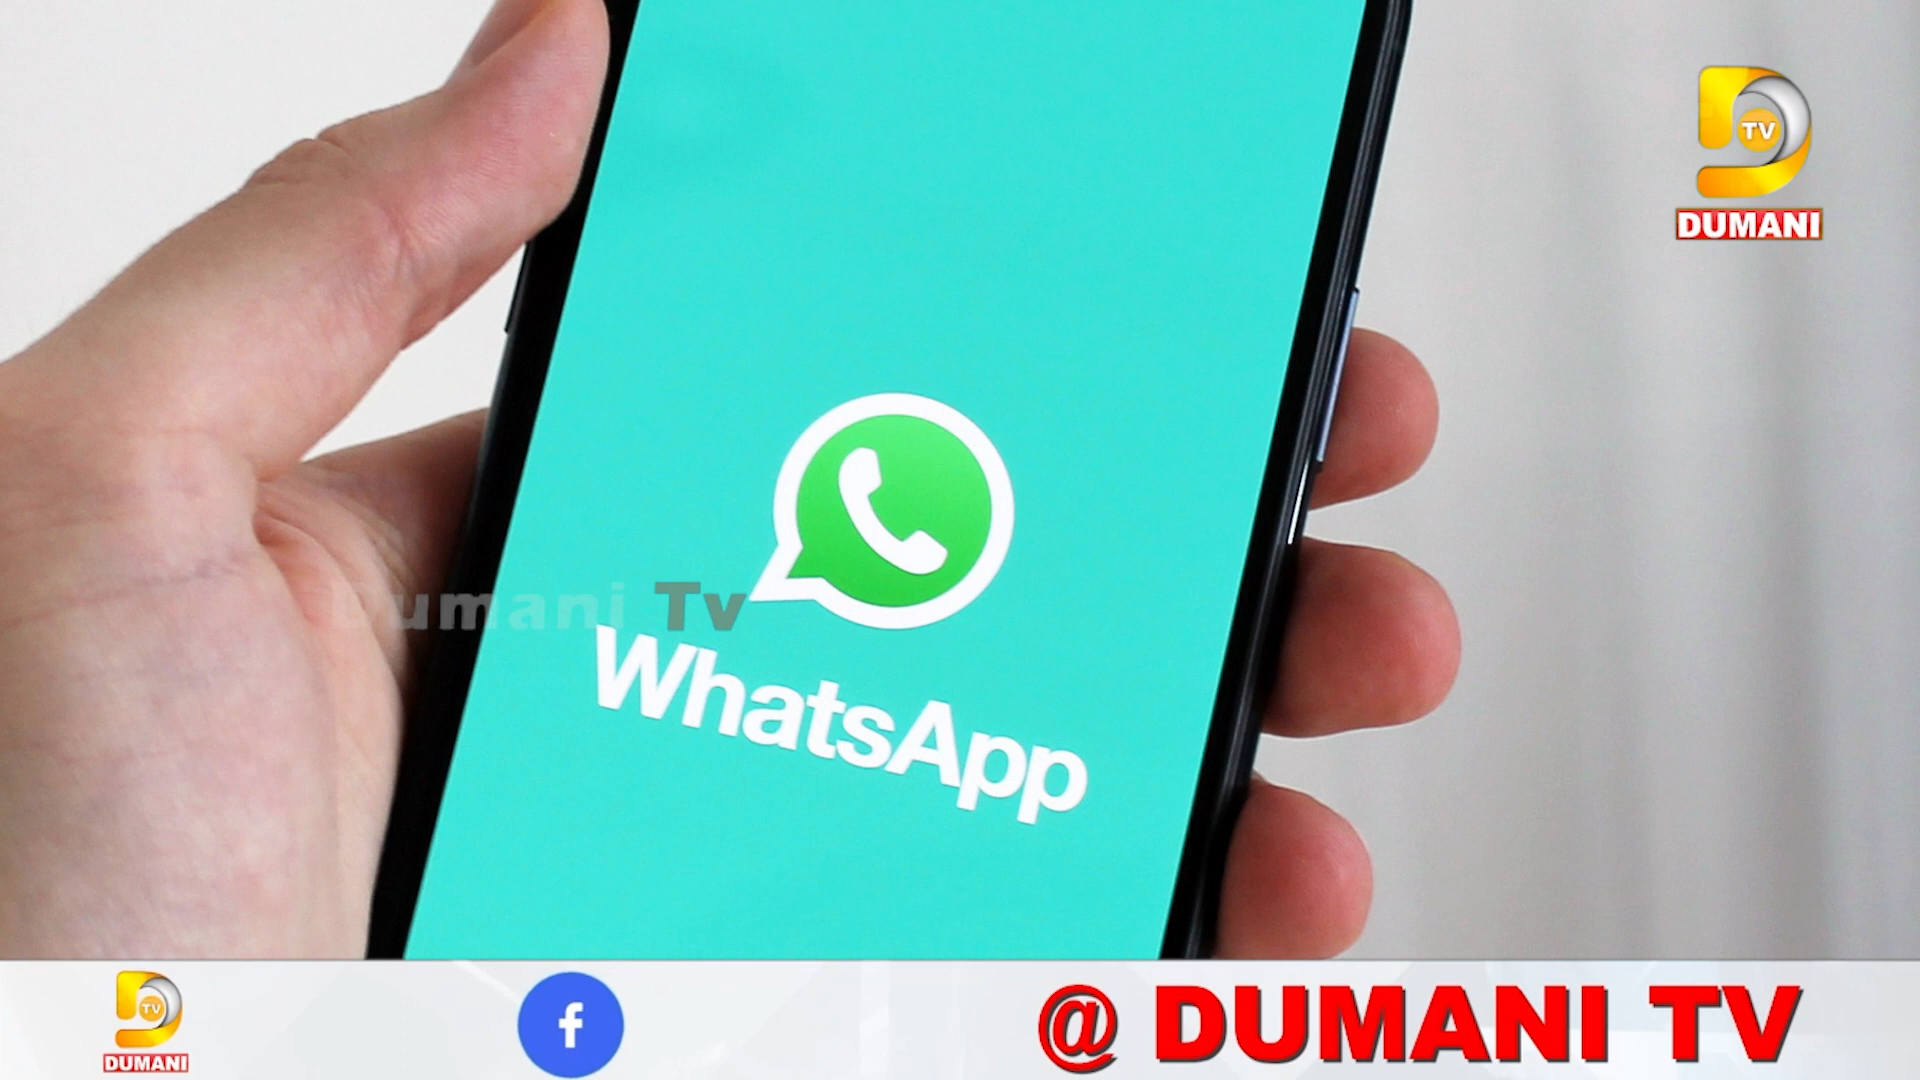 TV
DUMANI
Dumani Tv
WhatsApp
TV
DUMANI
f
@ DUMANI TV